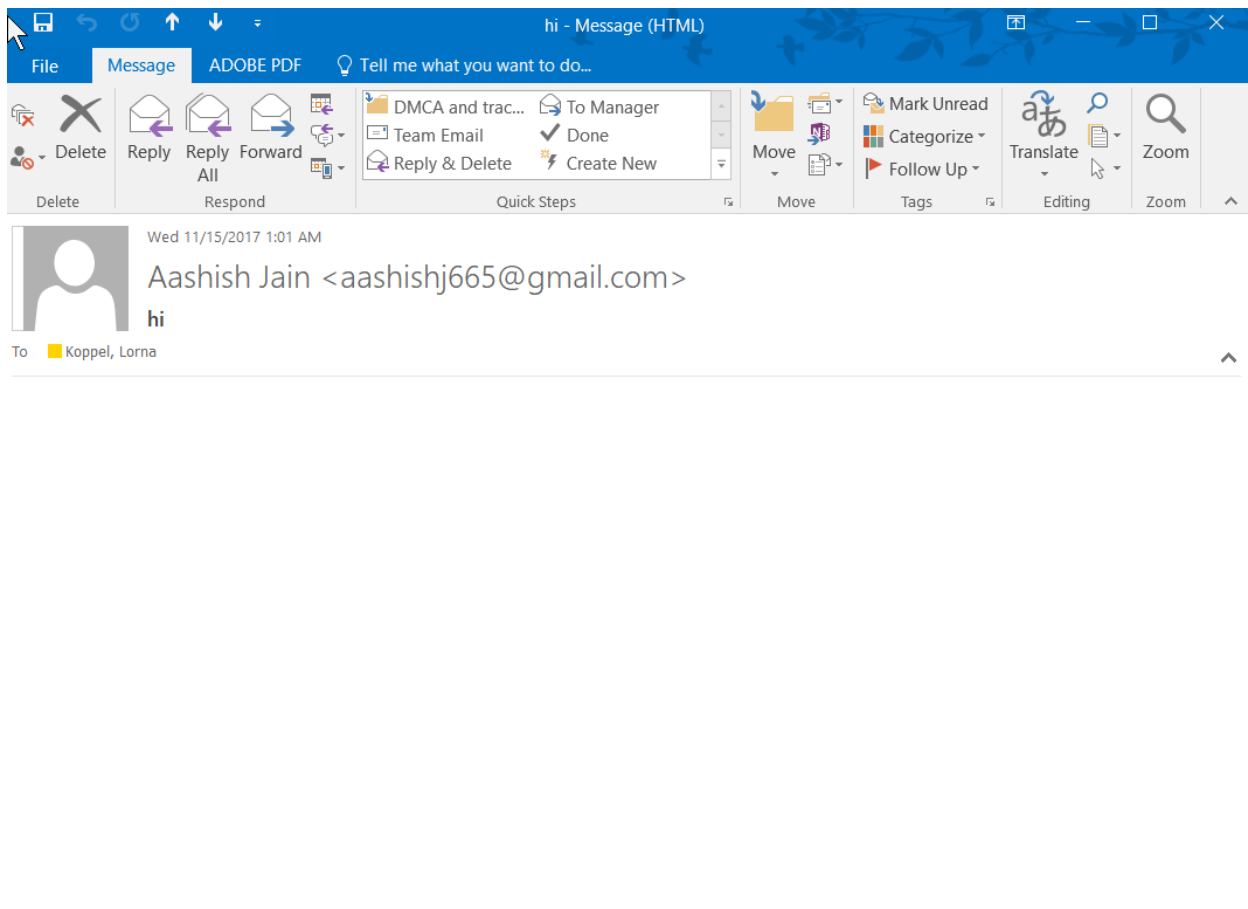 hi - Message (HTML)
File Message ADOBE PDF Tell me what you want to do...
DMCA and trac... To Manager Mark Unread
Team Email Done Categorize
Delete Reply Reply All Forward Reply & Delete Create New Move Follow Up Translate Zoom
Delete Respond Quick Steps Move Tags Editing Zoom
Wed 11/15/2017 1:01 AM
Aashish Jain <aashishj665@gmail.com>
hi
To Koppel, Lorna